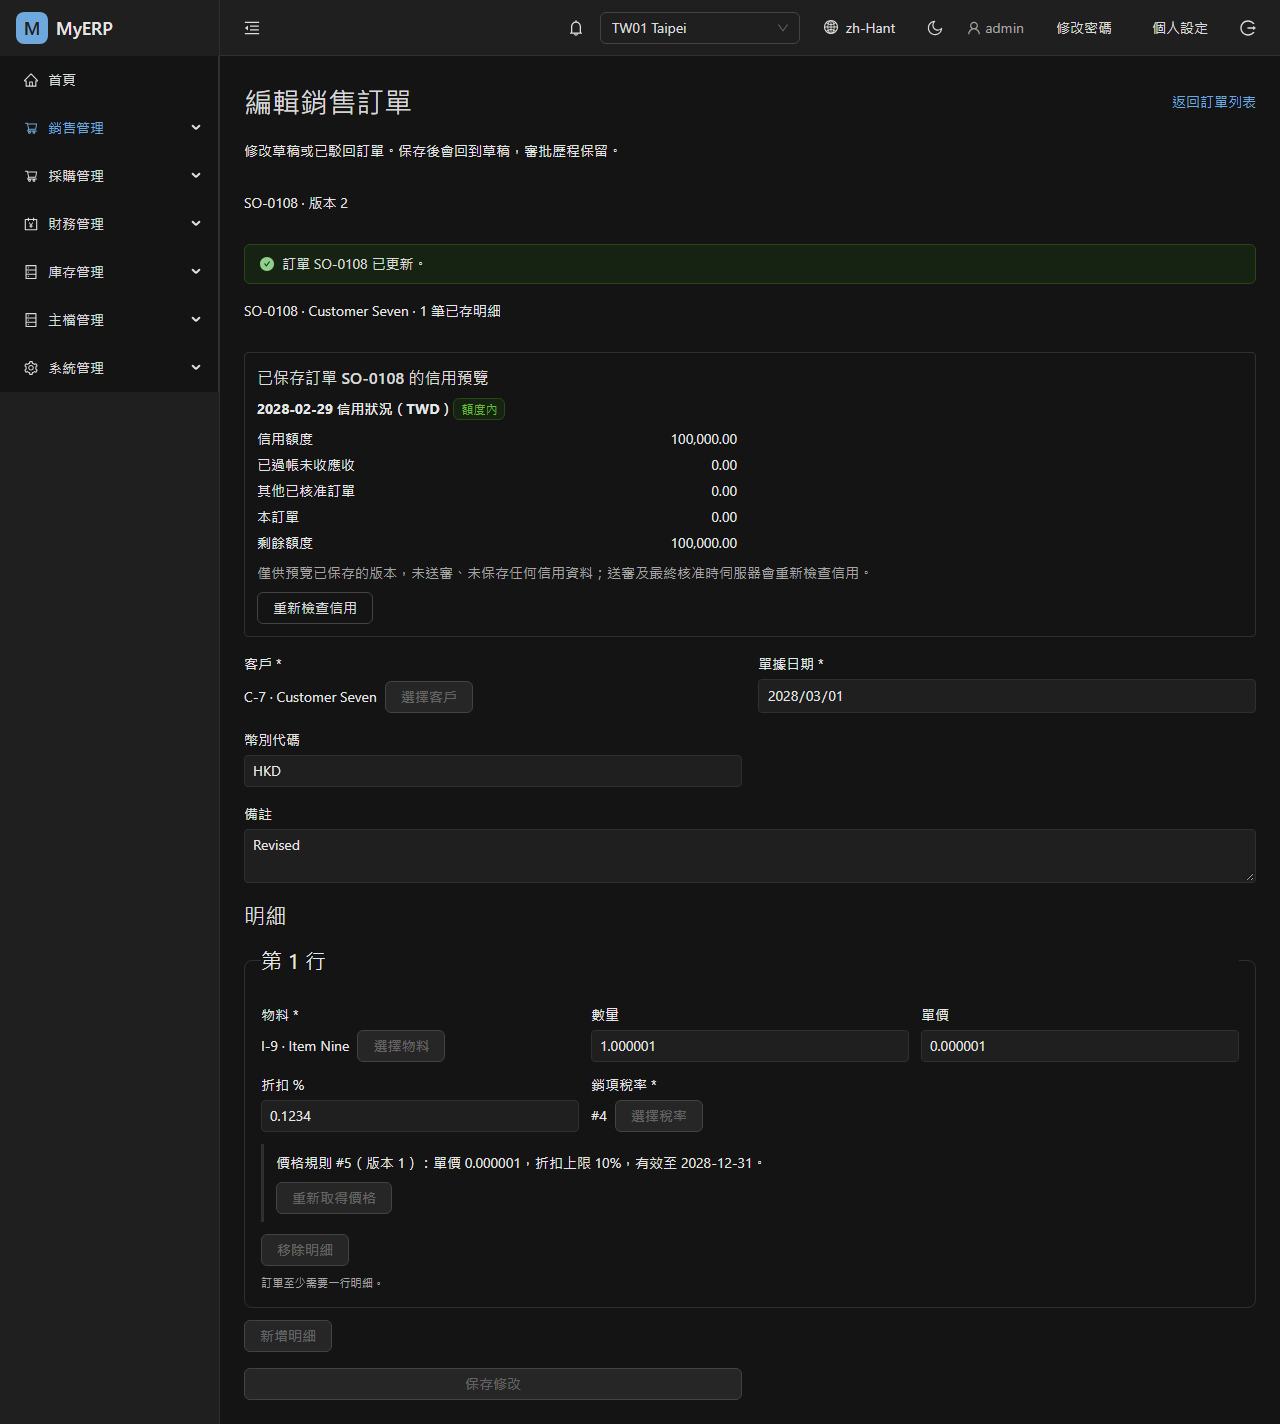 M MyERP
TW01 Taipei
zh-Hant
admin
修改密碼
個人設定
首頁
銷售管理
採購管理
財務管理
庫存管理
主檔管理
系統管理
編輯銷售訂單
返回訂單列表
修改草稿或已駁回訂單。保存後會回到草稿，審批歷程保留。
SO-0108 · 版本 2
訂單 SO-0108 已更新。
SO-0108 · Customer Seven · 1 筆已存明細
已保存訂單 SO-0108 的信用預覽
2028-02-29 信用狀況（TWD） 額度內
信用額度 100,000.00
已過帳未收應收 0.00
其他已核准訂單 0.00
本訂單 0.00
剩餘額度 100,000.00
僅供預覽已保存的版本，未送審、未保存任何信用資料；送審及最終核准時伺服器會重新檢查信用。
重新檢查信用
客戶 *
C-7 · Customer Seven 選擇客戶
單據日期 *
2028/03/01
幣別代碼
HKD
備註
Revised
明細
第 1 行
物料 *
I-9 · Item Nine 選擇物料
數量
1.000001
單價
0.000001
折扣 %
0.1234
銷項稅率 *
#4 選擇稅率
價格規則 #5（版本 1）：單價 0.000001，折扣上限 10%，有效至 2028-12-31。
重新取得價格
移除明細
訂單至少需要一行明細。
新增明細
保存修改